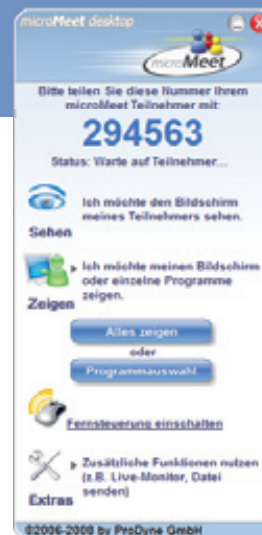 microMeet desktop
microMeet
Bitte teilen Sie diese Nummer Ihrem
microMeet Teilnehmer mit:
294563
Status: Warte auf Teilnehmer...
Ich möchte den Bildschirm
meines Teilnehmers sehen.
Sehen
Ich möchte meinen Bildschirm
oder einzelne Programme
zeigen.
Zeigen
Alles zeigen
oder
Programmauswahl
Fernsteuerung einschalten
Zusätzliche Funktionen nutzen
(z.B. Live-Monitor, Datei
senden)
Extras
©2006-2008 by ProDyne GmbH